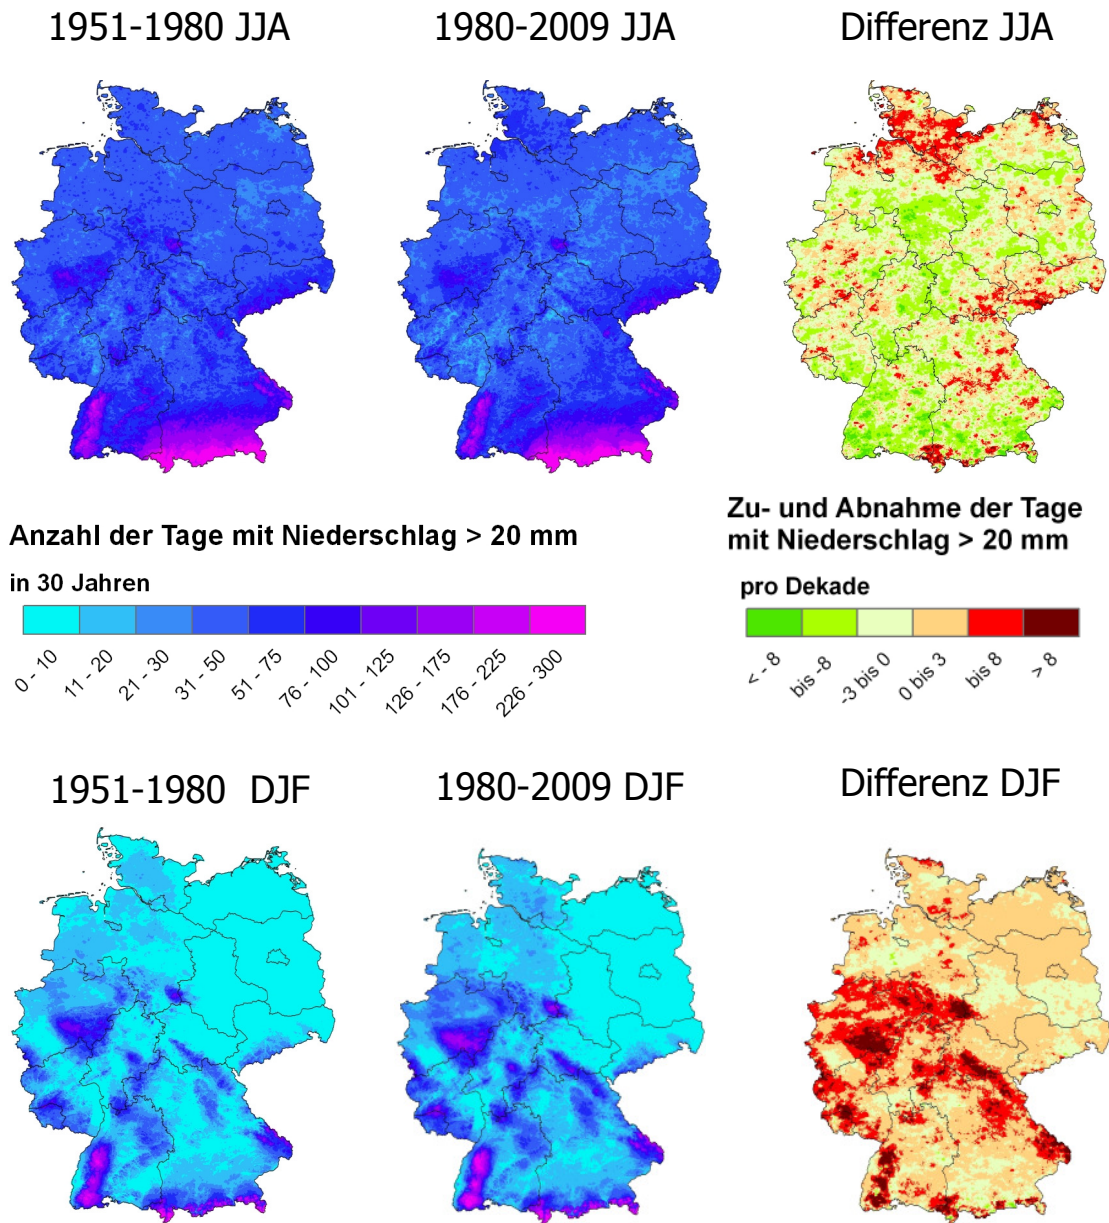 1951-1980 JJA
1980-2009 JJA
Differenz JJA
Anzahl der Tage mit Niederschlag > 20 mm
in 30 Jahren
0 - 10
11 - 20
21 - 30
31 - 50
51 - 75
76 - 100
101 - 125
126 - 175
176 - 225
226 - 300
Zu- und Abnahme der Tage
mit Niederschlag > 20 mm
pro Dekade
< - 8
bis -8
-3 bis 0
0 bis 3
bis 8
> 8
1951-1980 DJF
1980-2009 DJF
Differenz DJF